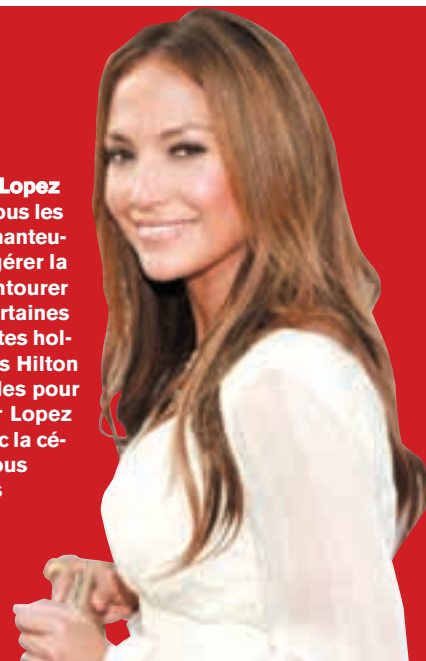 Lopez
ous les
hanteu-
gérer la
ntourer
rtaines
tes hol-
s Hilton
les pour
r Lopez
c la cé-
ous
s